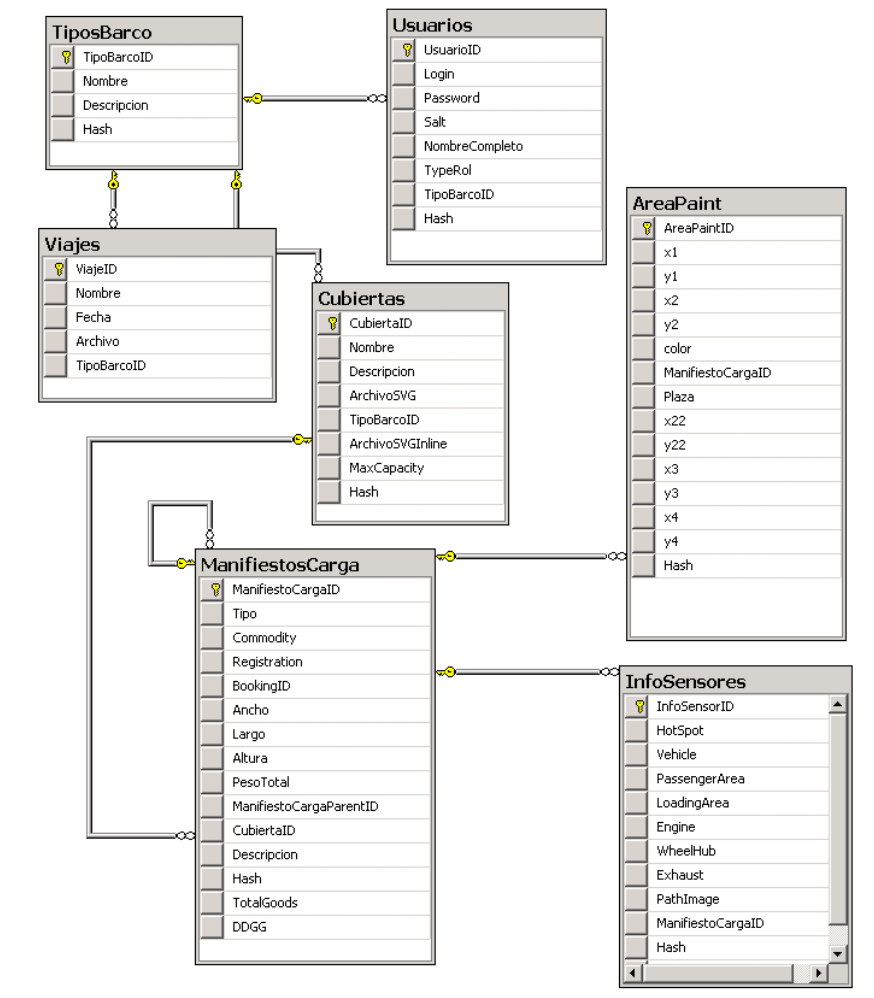 TiposBarco
TipoBarcoID
Nombre
Descripcion
Hash
Usuarios
UsuarioID
Login
Password
Salt
NombreCompleto
TypeRol
TipoBarcoID
Hash
Viajes
ViajeID
Nombre
Fecha
Archivo
TipoBarcoID
Cubiertas
CubiertaID
Nombre
Descripcion
ArchivoSVG
TipoBarcoID
ArchivoSVGInline
MaxCapacity
Hash
AreaPaint
AreaPaintID
x1
y1
x2
y2
color
ManifiestoCargaID
Plaza
x22
y22
x3
y3
x4
y4
Hash
ManifiestosCarga
ManifiestoCargaID
Tipo
Commodity
Registration
BookingID
Ancho
Largo
Altura
PesoTotal
ManifiestoCargaParentID
CubiertaID
Descripcion
Hash
TotalGoods
DDGG
InfoSensores
InfoSensorID
HotSpot
Vehicle
PassengerArea
LoadingArea
Engine
WheelHub
Exhaust
PathImage
ManifiestoCargaID
Hash